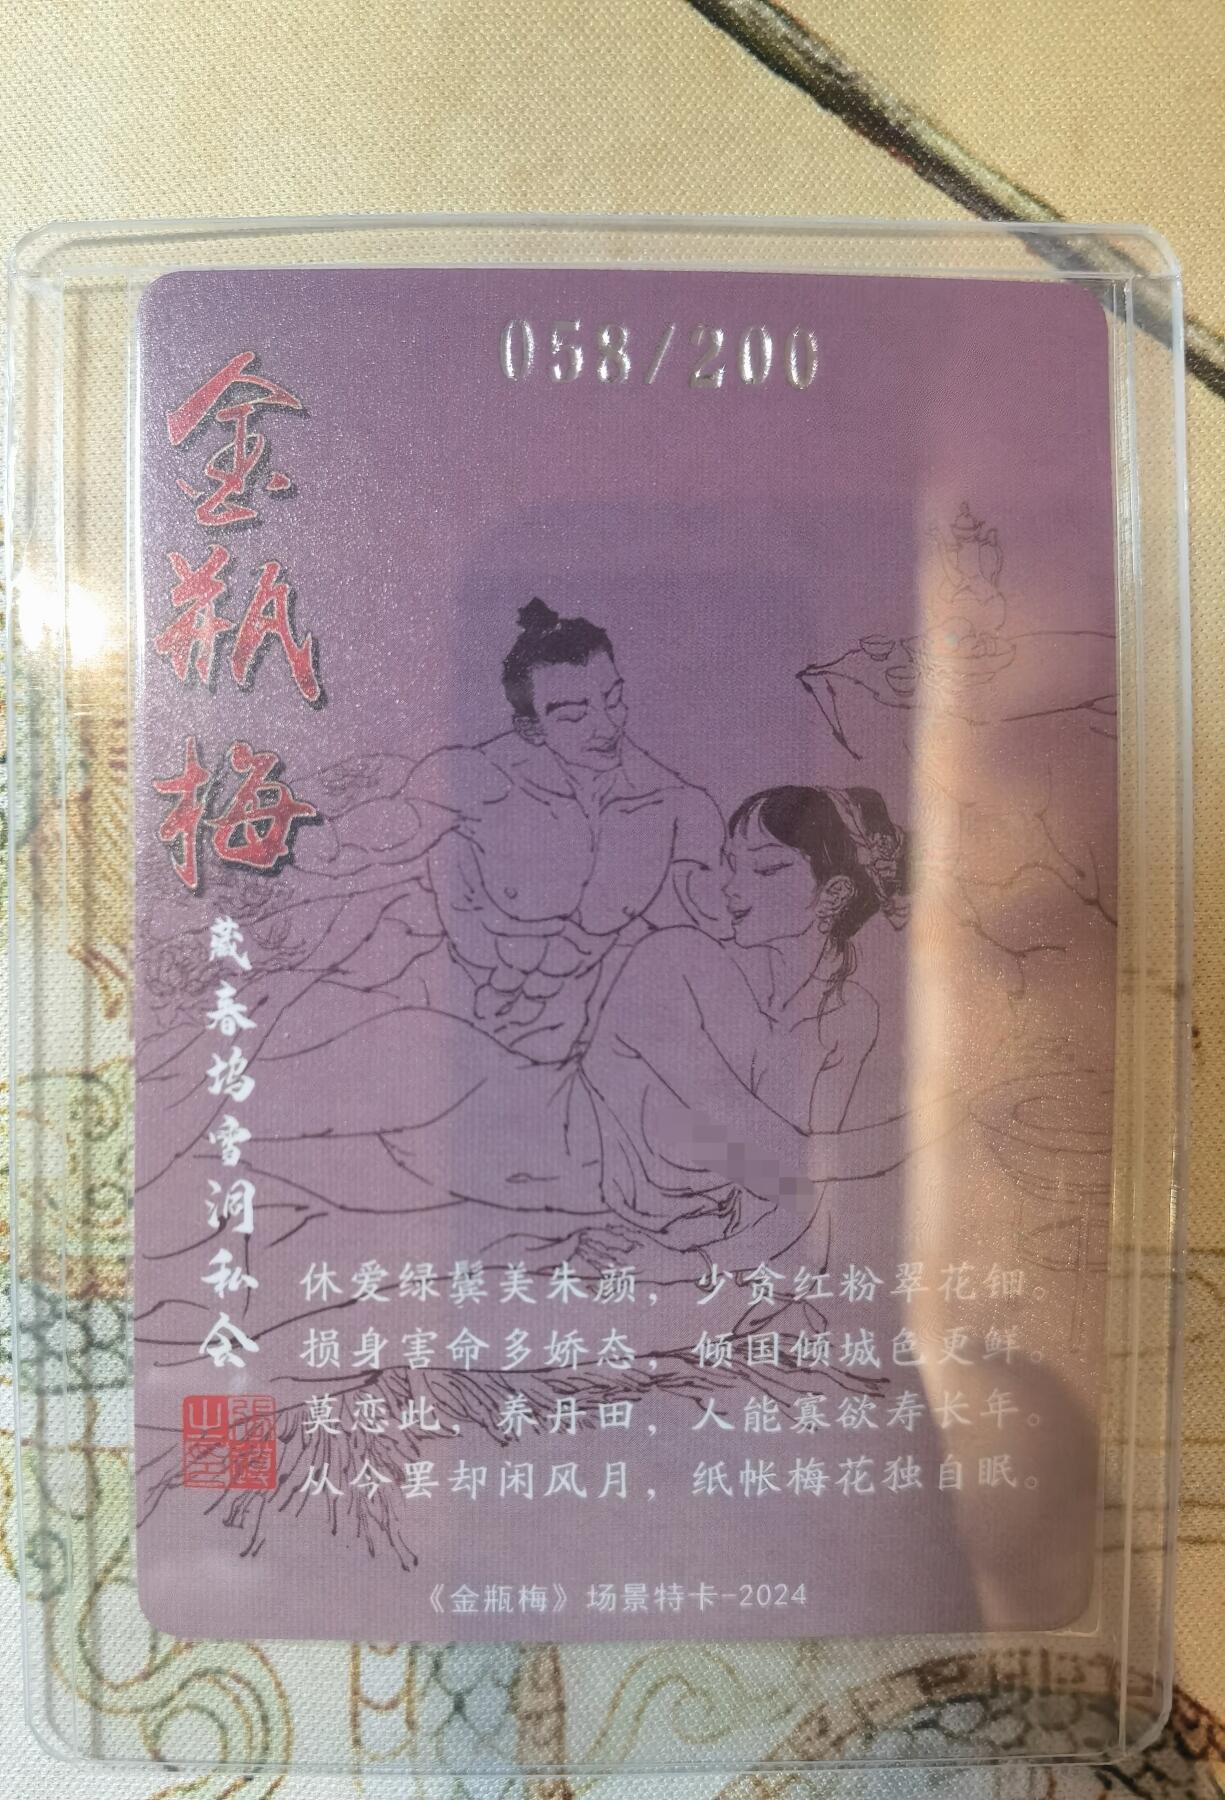 058/200
金瓶梅
藏春坞雪洞私会
休爱绿鬓美朱颜，少贪红粉翠花钿。
损身害命多娇态，倾国倾城色更鲜。
莫恋此，养丹田，人能寡欲寿长年。
从今罢却闲风月，纸帐梅花独自眠。
《金瓶梅》场景特卡-2024